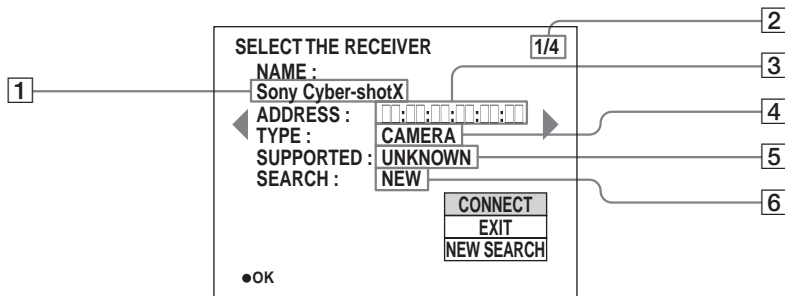 2
SELECT THE RECEIVER 1/4
3
NAME :
1
Sony Cyber-shotX
ADDRESS : : : : : :
4
TYPE : CAMERA
SUPPORTED : UNKNOWN
5
SEARCH : NEW
6
CONNECT
EXIT
NEW SEARCH
●OK